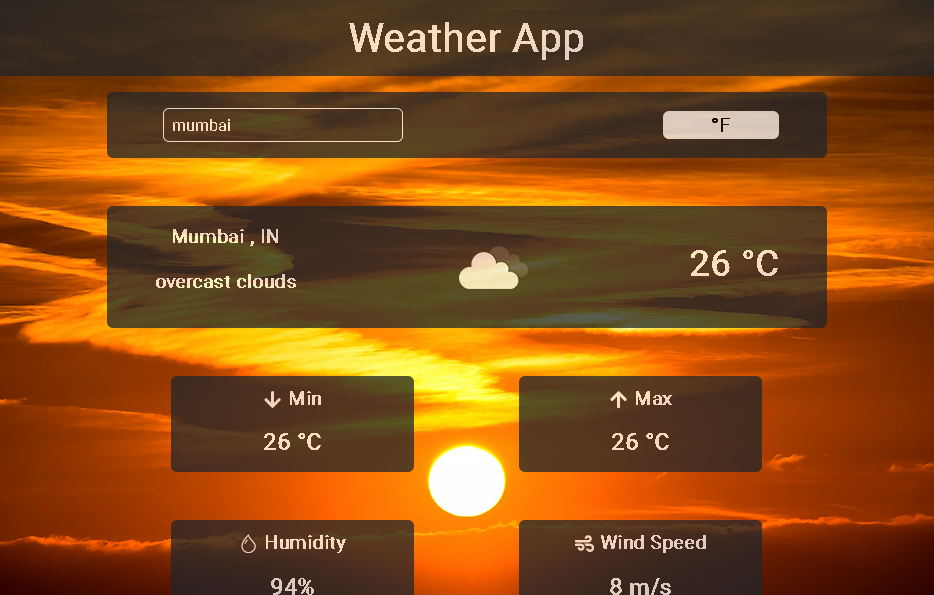 Weather App
mumbai
°F
Mumbai , IN
overcast clouds
26 °C
Min
26 °C
Max
26 °C
Humidity
94%
Wind Speed
8 m/s